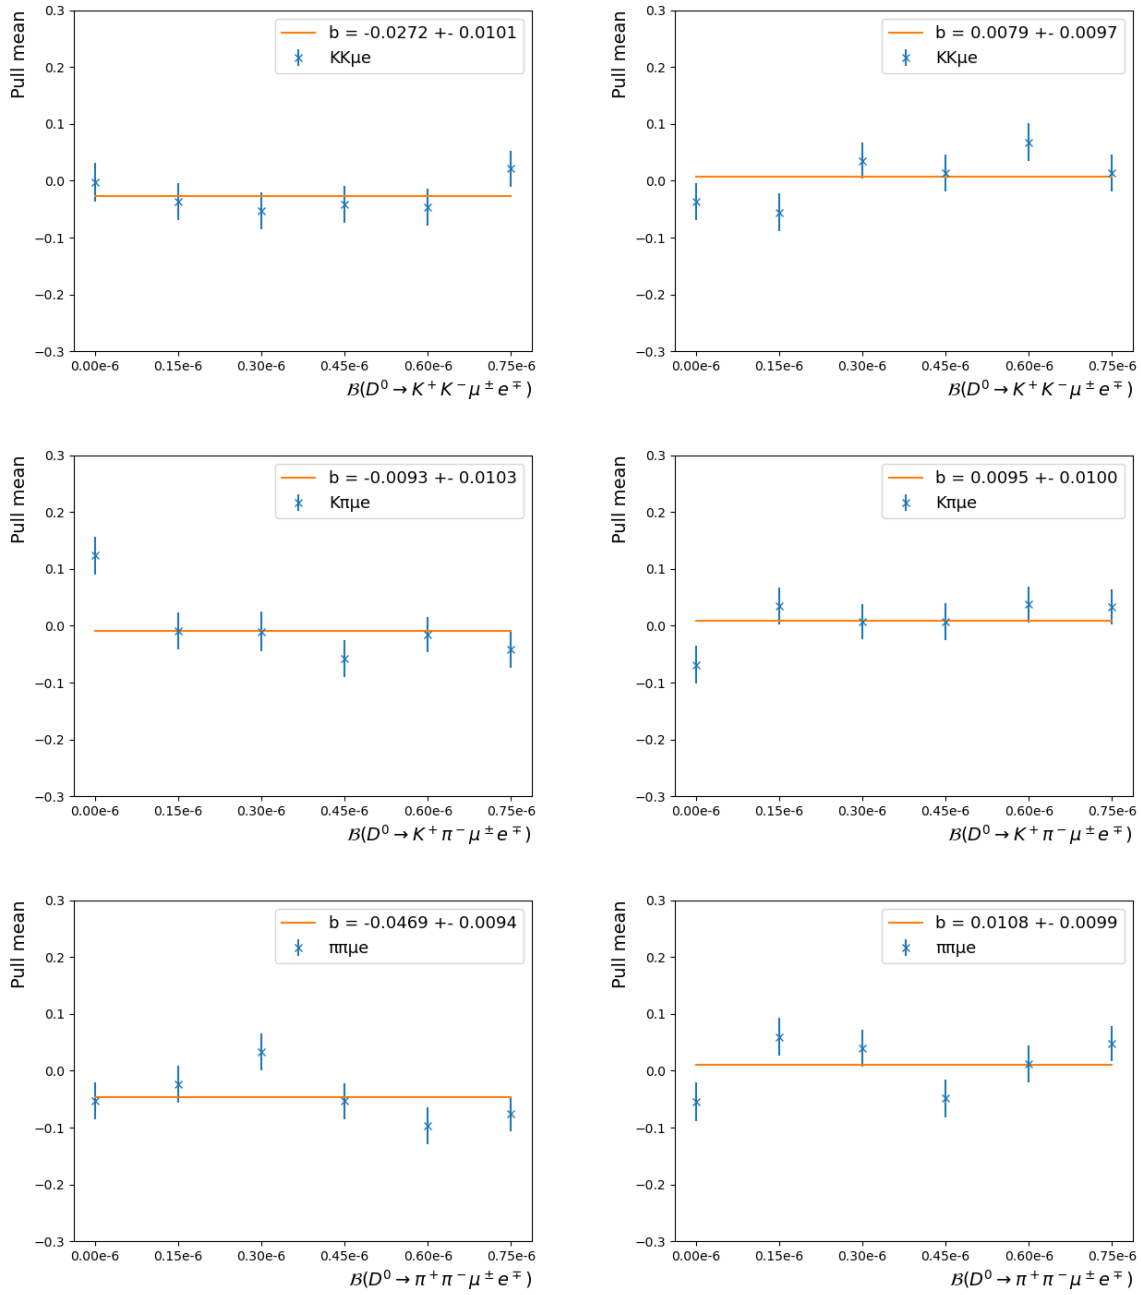 Pull mean
0.3
0.2
0.1
0.0
−0.1
−0.2
−0.3
b = -0.0272 +- 0.0101
KKμe
0.00e-6 0.15e-6 0.30e-6 0.45e-6 0.60e-6 0.75e-6
ℬ(D⁰ → K⁺K⁻μ±e∓)
Pull mean
0.3
0.2
0.1
0.0
−0.1
−0.2
−0.3
b = 0.0079 +- 0.0097
KKμe
0.00e-6 0.15e-6 0.30e-6 0.45e-6 0.60e-6 0.75e-6
ℬ(D⁰ → K⁺K⁻μ±e∓)
Pull mean
0.3
0.2
0.1
0.0
−0.1
−0.2
−0.3
b = -0.0093 +- 0.0103
Kπμe
0.00e-6 0.15e-6 0.30e-6 0.45e-6 0.60e-6 0.75e-6
ℬ(D⁰ → K⁺π⁻μ±e∓)
Pull mean
0.3
0.2
0.1
0.0
−0.1
−0.2
−0.3
b = 0.0095 +- 0.0100
Kπμe
0.00e-6 0.15e-6 0.30e-6 0.45e-6 0.60e-6 0.75e-6
ℬ(D⁰ → K⁺π⁻μ±e∓)
Pull mean
0.3
0.2
0.1
0.0
−0.1
−0.2
−0.3
b = -0.0469 +- 0.0094
ππμe
0.00e-6 0.15e-6 0.30e-6 0.45e-6 0.60e-6 0.75e-6
ℬ(D⁰ → π⁺π⁻μ±e∓)
Pull mean
0.3
0.2
0.1
0.0
−0.1
−0.2
−0.3
b = 0.0108 +- 0.0099
ππμe
0.00e-6 0.15e-6 0.30e-6 0.45e-6 0.60e-6 0.75e-6
ℬ(D⁰ → π⁺π⁻μ±e∓)